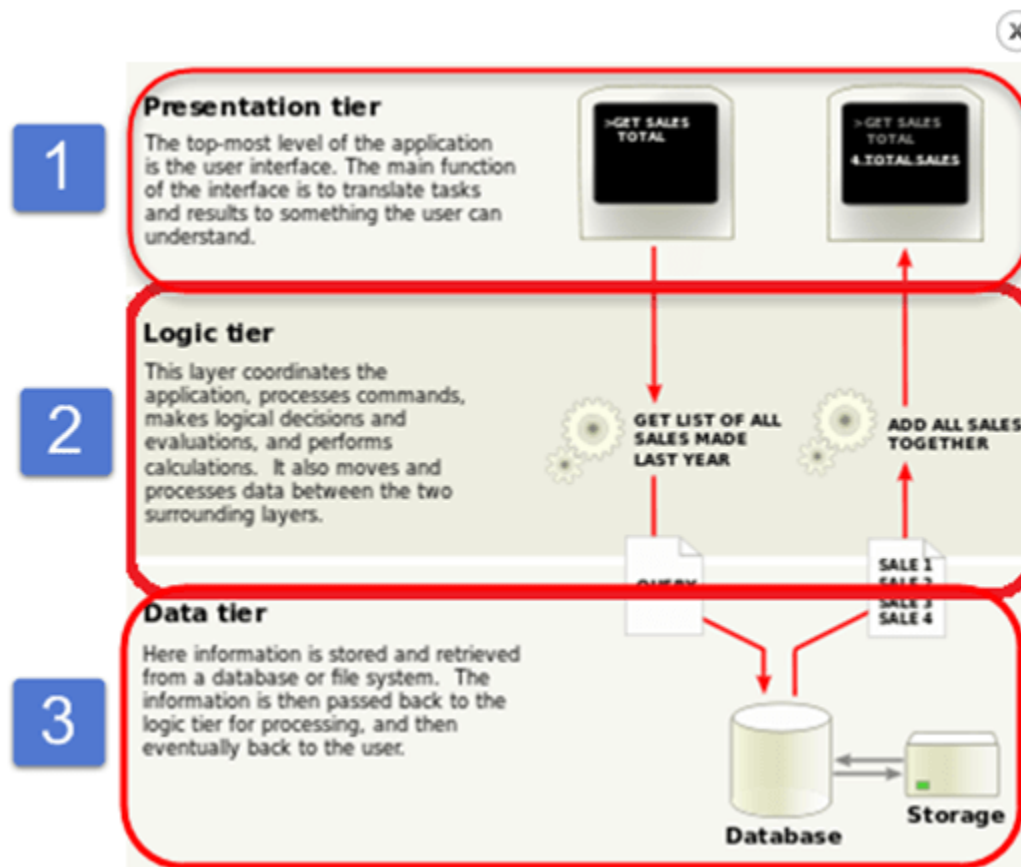 X
1
Presentation tier
The top-most level of the application
is the user interface. The main function
of the interface is to translate tasks
and results to something the user can
understand.
>GET SALES
TOTAL
>GET SALES
TOTAL
4 TOTAL SALES
2
Logic tier
This layer coordinates the
application, processes commands,
makes logical decisions and
evaluations, and performs
calculations. It also moves and
processes data between the two
surrounding layers.
GET LIST OF ALL
SALES MADE
LAST YEAR
ADD ALL SALES
TOGETHER
QUERY
SALE 1
SALE 2
SALE 3
SALE 4
3
Data tier
Here information is stored and retrieved
from a database or file system. The
information is then passed back to the
logic tier for processing, and then
eventually back to the user.
Database
Storage